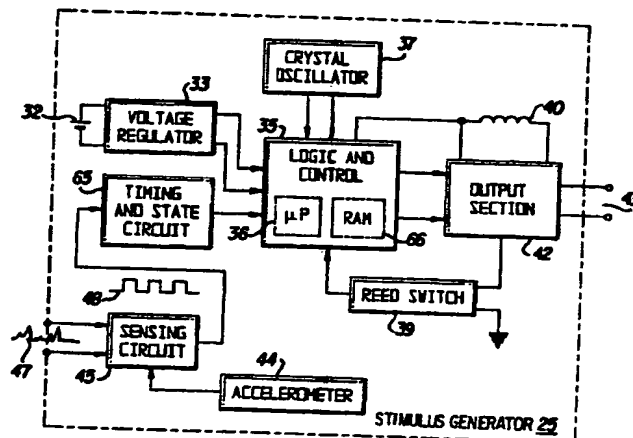 37
CRYSTAL
OSCILLATOR
33
32
VOLTAGE
REGULATOR
35
40
LOGIC AND
CONTROL
65
TIMING
AND STATE
CIRCUIT
OUTPUT
SECTION
μP
RAM
36
66
42
48
REED SWITCH
39
SENSING
CIRCUIT
47
45
44
ACCELEROMETER
STIMULUS GENERATOR 25